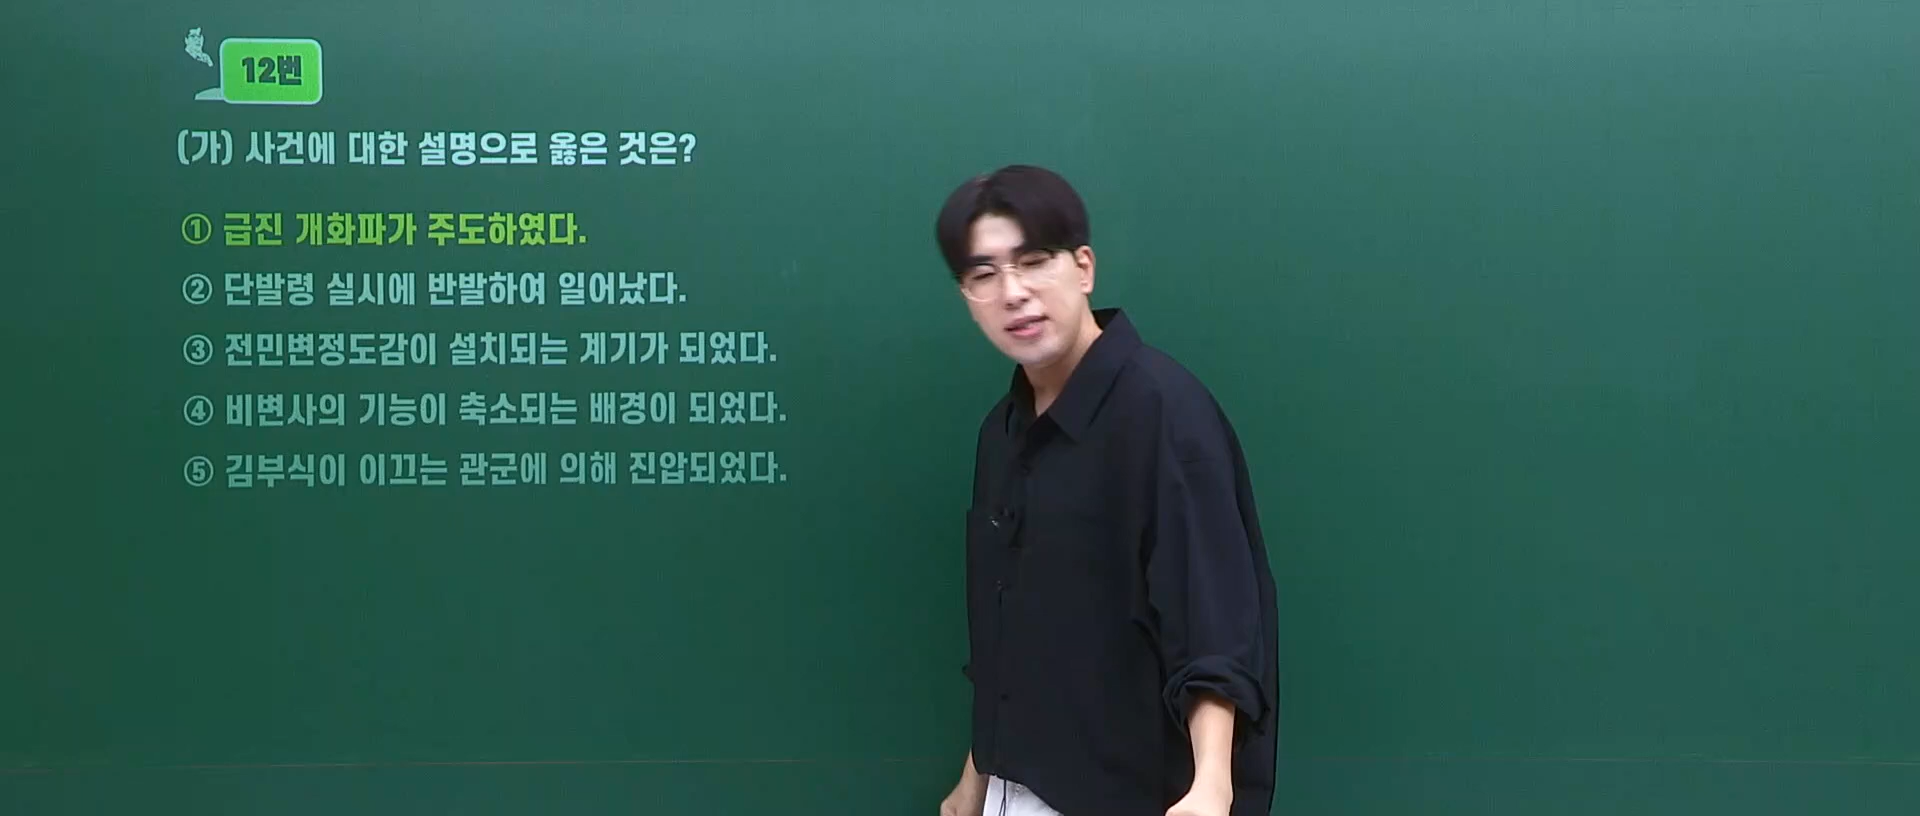 12번
(가) 사건에 대한 설명으로 옳은 것은?
① 급진 개화파가 주도하였다.
② 단발령 실시에 반발하여 일어났다.
③ 전민변정도감이 설치되는 계기가 되었다.
④ 비변사의 기능이 축소되는 배경이 되었다.
⑤ 김부식이 이끄는 관군에 의해 진압되었다.